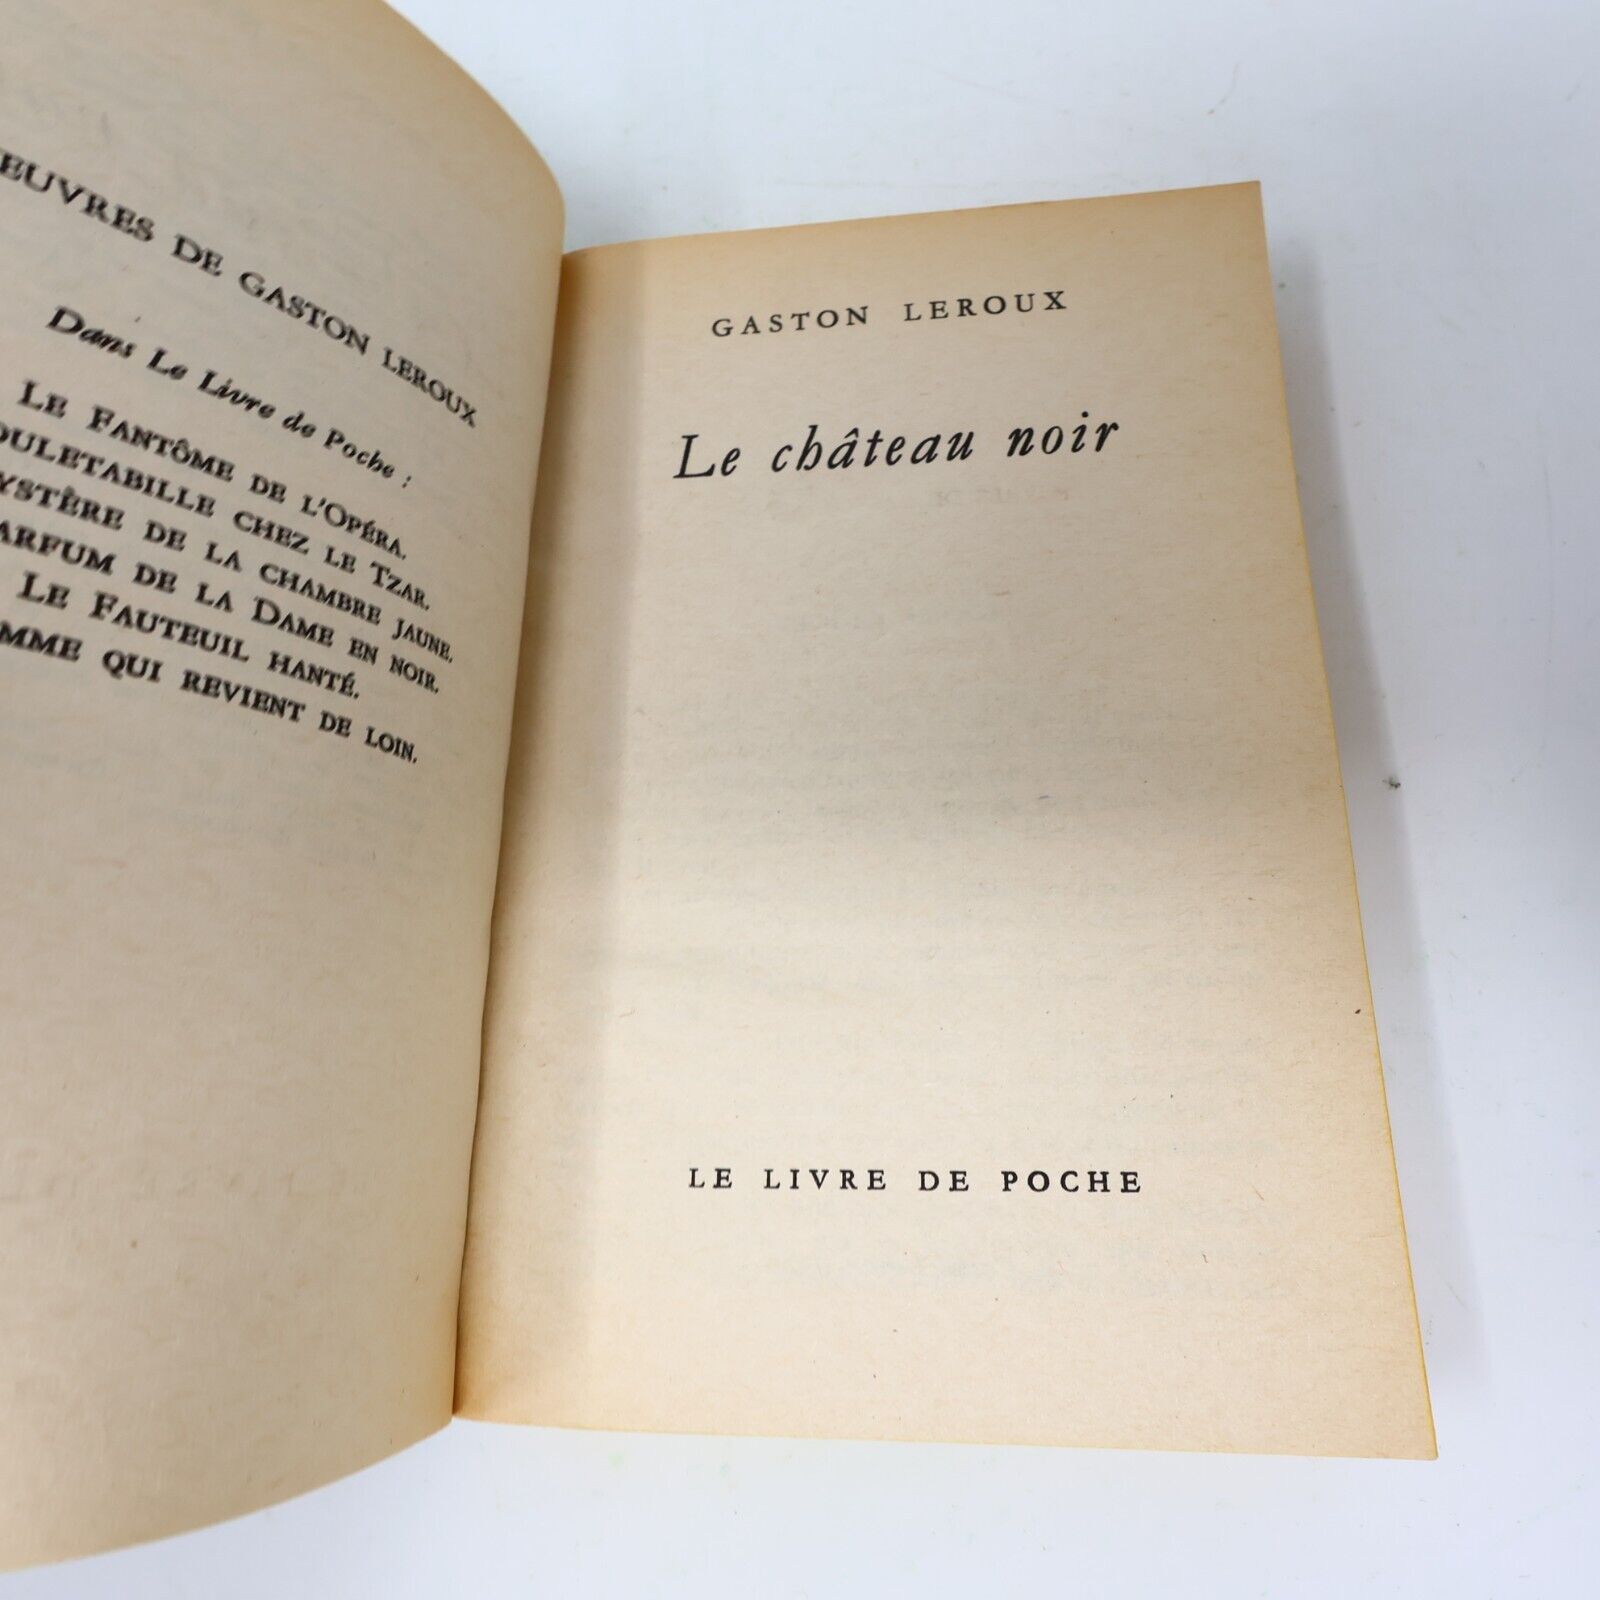 EUVRES DE GASTON LEROUX
Dans Le Livre de Poche :
LE FANTÔME DE L'OPÉRA.
OULETABILLE CHEZ LE TZAR.
YSTÈRE DE LA CHAMBRE JAUNE.
ARFUM DE LA DAME EN NOIR.
LE FAUTEUIL HANTÉ.
MME QUI REVIENT DE LOIN.
GASTON LEROUX
Le château noir
LE LIVRE DE POCHE